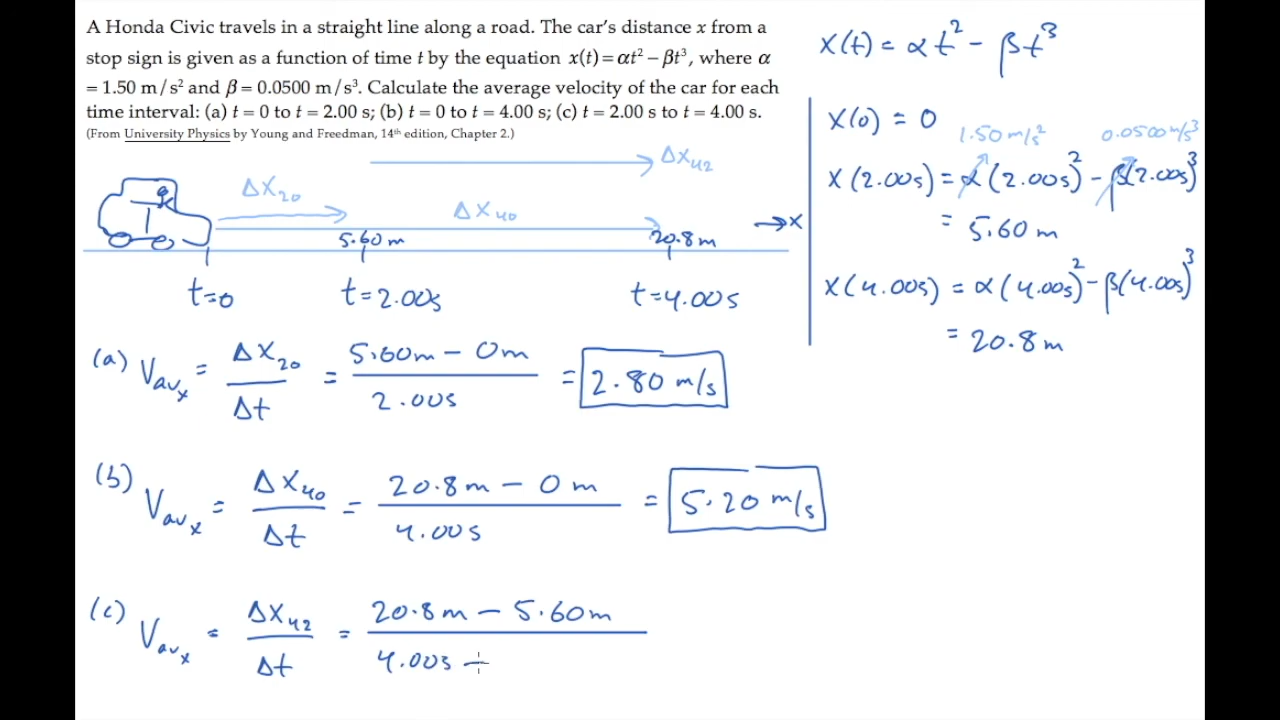 A Honda Civic travels in a straight line along a road. The car's distance x from a
stop sign is given as a function of time t by the equation x(t) = αt² − βt³, where α
= 1.50 m/s² and β = 0.0500 m/s³. Calculate the average velocity of the car for each
time interval: (a) t = 0 to t = 2.00 s; (b) t = 0 to t = 4.00 s; (c) t = 2.00 s to t = 4.00 s.
(From University Physics by Young and Freedman, 14th edition, Chapter 2.)
x(t) = αt² − βt³
x(0) = 0
1.50 m/s² 0.0500 m/s³
x(2.00s) = α(2.00s)² − β(2.00s)³
= 5.60 m
x(4.00s) = α(4.00s)² − β(4.00s)³
= 20.8 m
Δx₄₂
Δx₂₀
Δx₄₀
→x
5.60 m 20.8 m
t=0 t=2.00s t=4.00s
(a) Vavx = Δx₂₀/Δt = (5.60m − 0m)/2.00s = 2.80 m/s
(b) Vavx = Δx₄₀/Δt = (20.8m − 0m)/4.00s = 5.20 m/s
(c) Vavx = Δx₄₂/Δt = (20.8m − 5.60m)/4.00s −